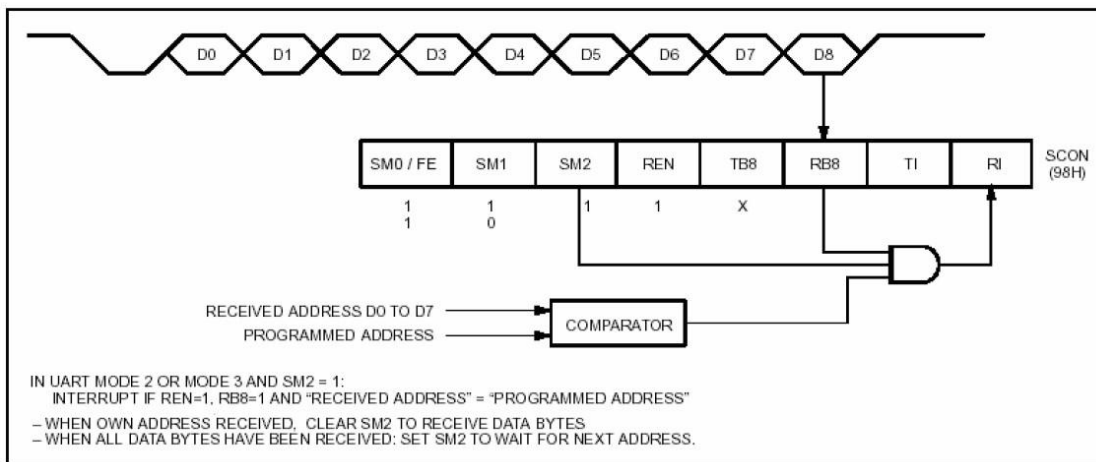 D0 D1 D2 D3 D4 D5 D6 D7 D8
SM0 / FE SM1 SM2 REN TB8 RB8 TI RI SCON
(98H)
1 1 1 1 X
1 0
RECEIVED ADDRESS D0 TO D7
PROGRAMMED ADDRESS
COMPARATOR
IN UART MODE 2 OR MODE 3 AND SM2 = 1:
INTERRUPT IF REN=1, RB8=1 AND “RECEIVED ADDRESS” = “PROGRAMMED ADDRESS”
– WHEN OWN ADDRESS RECEIVED, CLEAR SM2 TO RECEIVE DATA BYTES
– WHEN ALL DATA BYTES HAVE BEEN RECEIVED: SET SM2 TO WAIT FOR NEXT ADDRESS.